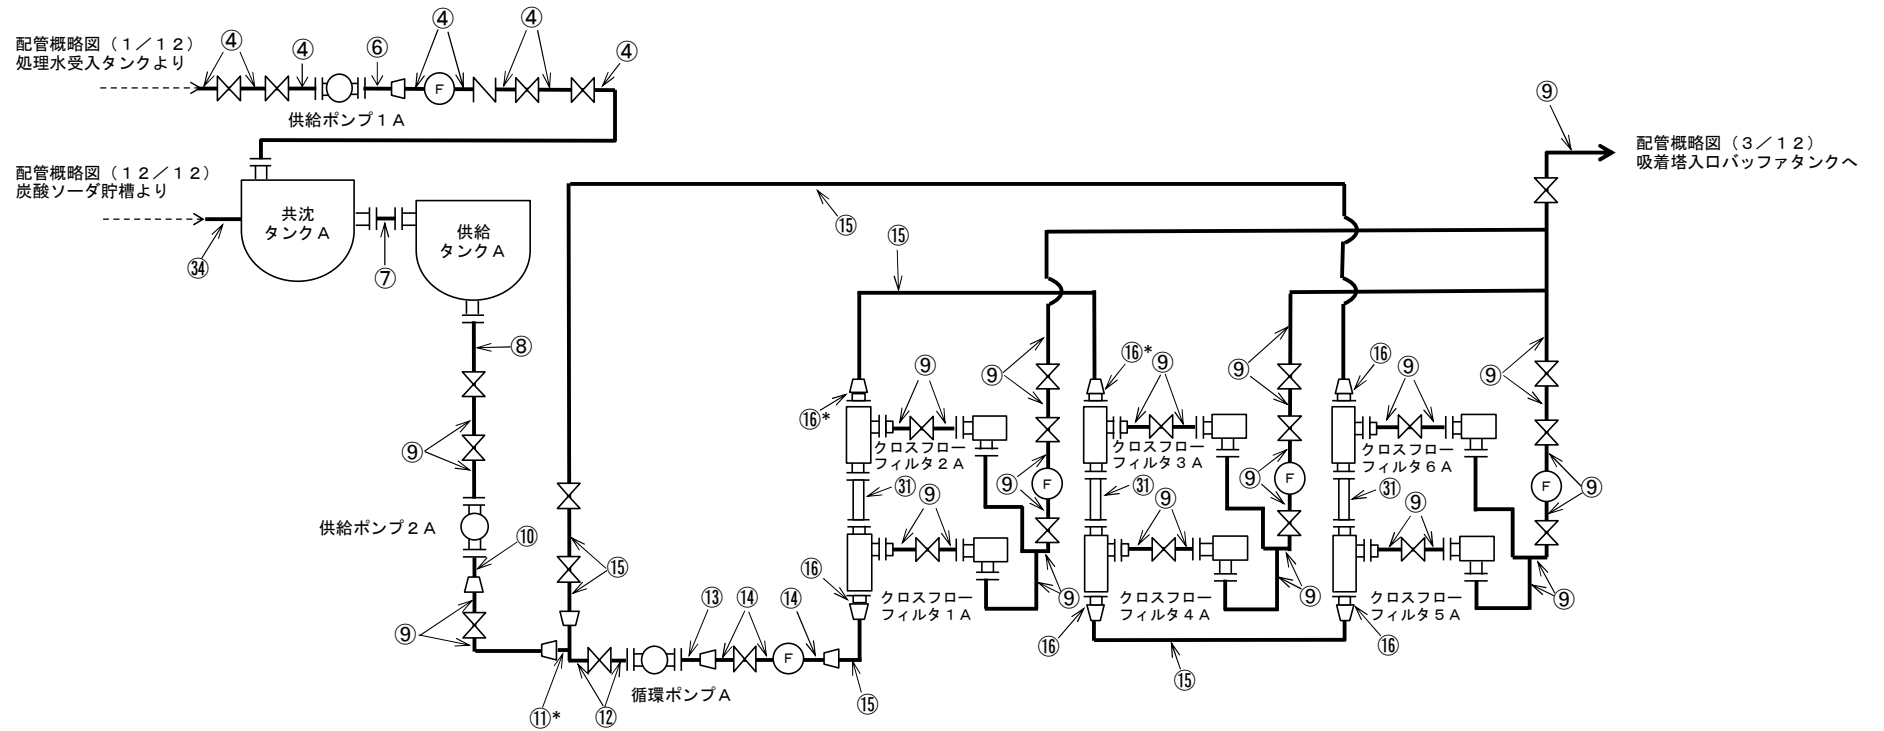 ④
④
⑥
④
④
④
配管概略図（１／１２）
処理水受入タンクより
F
供給ポンプ１Ａ
⑨
配管概略図（３／１２）
吸着塔入口バッファタンクへ
配管概略図（１２／１２）
炭酸ソーダ貯槽より
共沈
タンクＡ
供給
タンクＡ
㉞
⑦
⑮
⑮
⑧
⑨
⑯*
⑨
⑨
⑯*
⑨
⑨
⑯
⑨
⑨
クロスフロー
フィルタ２Ａ
クロスフロー
フィルタ３Ａ
クロスフロー
フィルタ６Ａ
⑨
㉛
⑨
⑨
F
㉛
⑨
⑨
F
㉛
⑨
F
⑨
供給ポンプ２Ａ
⑩
⑮
⑯
クロスフロー
フィルタ１Ａ
⑨
クロスフロー
フィルタ４Ａ
⑨
クロスフロー
フィルタ５Ａ
⑨
⑨
⑬
⑭
⑭
F
⑯
⑯
循環ポンプＡ
⑪*
⑫
⑮
⑮